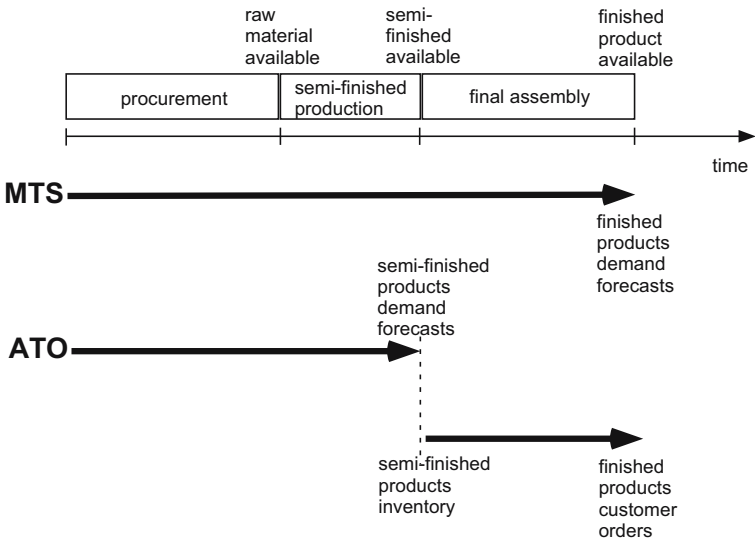 raw
material
available
semi-
finished
available
finished
product
available
procurement
semi-finished
production
final assembly
time
MTS
finished
products
demand
forecasts
semi-finished
products
demand
forecasts
ATO
semi-finished
products
inventory
finished
products
customer
orders